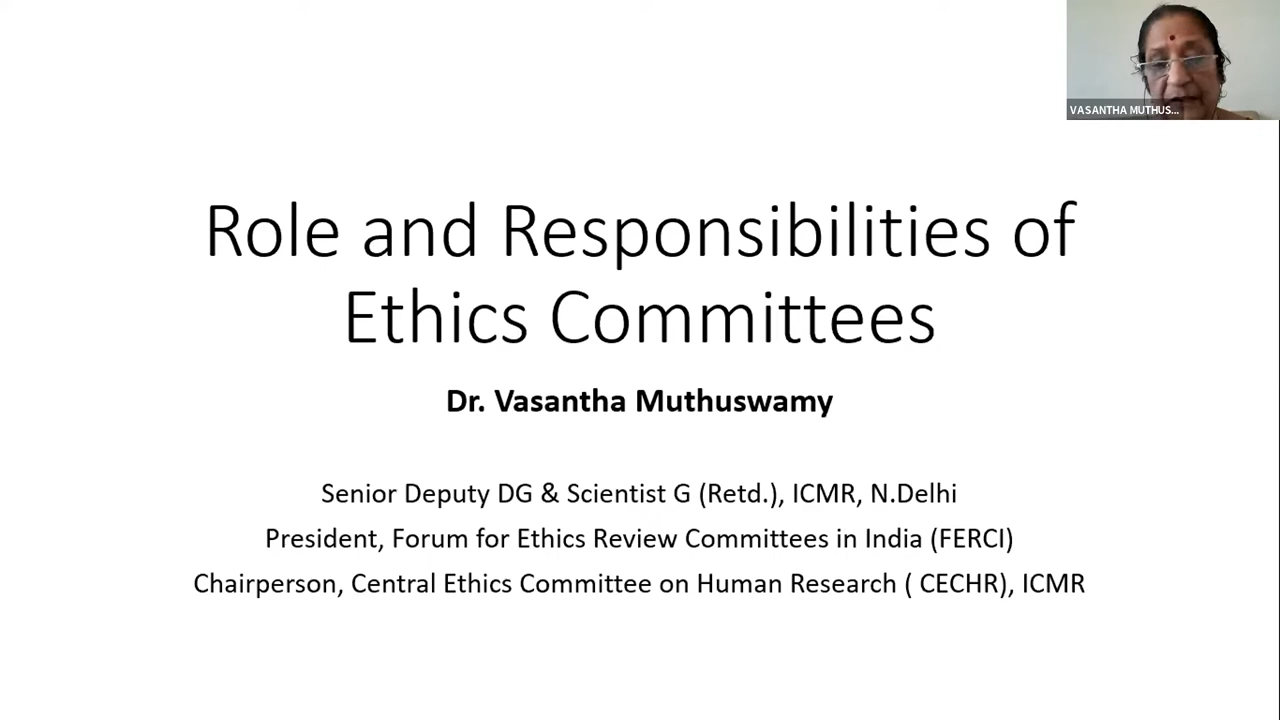 VASANTHA MUTHUS...
Role and Responsibilities of
Ethics Committees
Dr. Vasantha Muthuswamy
Senior Deputy DG & Scientist G (Retd.), ICMR, N.Delhi
President, Forum for Ethics Review Committees in India (FERCI)
Chairperson, Central Ethics Committee on Human Research ( CECHR), ICMR